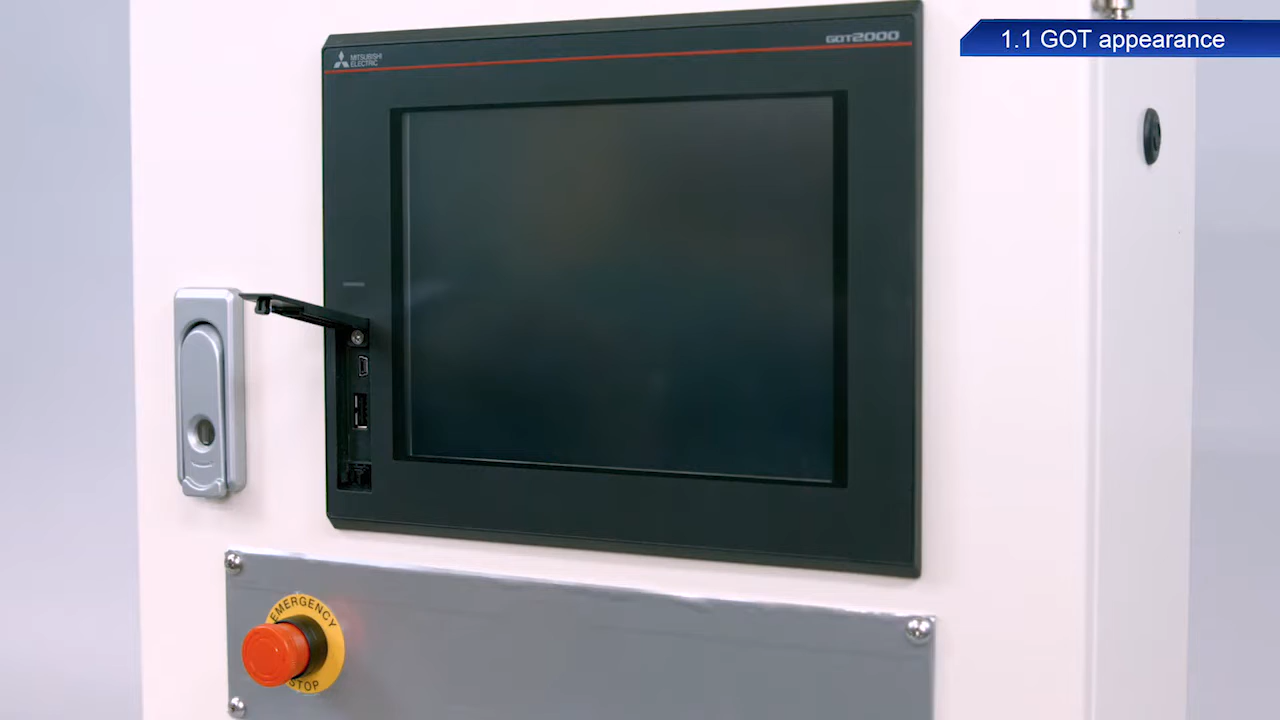 1.1 GOT appearance
MITSUBISHI
ELECTRIC
GOT2000
EMERGENCY
STOP